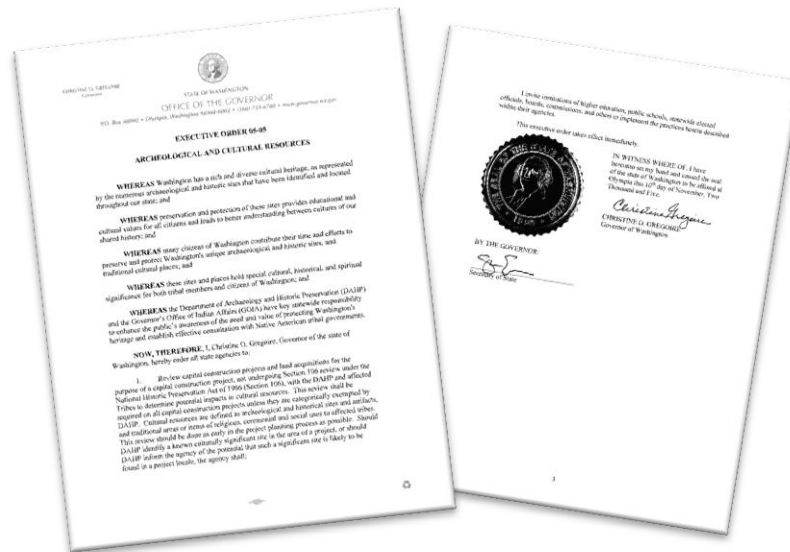 CHRISTINE O. GREGOIRE
Governor
STATE OF WASHINGTON
OFFICE OF THE GOVERNOR
P.O. Box 40002 • Olympia, Washington 98504-0002 • (360) 753-6780 • www.governor.wa.gov
EXECUTIVE ORDER 05-05
ARCHEOLOGICAL AND CULTURAL RESOURCES
WHEREAS Washington has a rich and diverse cultural heritage, as represented
by the numerous archaeological and historic sites that have been identified and located
throughout our state; and
WHEREAS preservation and protection of these sites provides educational and
cultural values for all citizens and leads to better understanding between cultures of our
shared history; and
WHEREAS many citizens of Washington contribute their time and efforts to
preserve and protect Washington's unique archaeological and historic sites, and
traditional cultural places; and
WHEREAS these sites and places hold special cultural, historical, and spiritual
significance for both tribal members and citizens of Washington; and
WHEREAS the Department of Archaeology and Historic Preservation (DAHP)
and the Governor's Office of Indian Affairs (GOIA) have key statewide responsibility
to enhance the public's awareness of the need and value of protecting Washington's
heritage and establish effective consultation with Native American tribal governments.
NOW, THEREFORE, I, Christine O. Gregoire, Governor of the state of
Washington, hereby order all state agencies to:
1. Review capital construction projects and land acquisitions for the
purpose of a capital construction project, not undergoing Section 106 review under the
National Historic Preservation Act of 1966 (Section 106), with the DAHP and affected
Tribes to determine potential impacts to cultural resources. This review shall be
required on all capital construction projects unless they are categorically exempted by
DAHP. Cultural resources are defined as archeological and historical sites and artifacts,
and traditional areas or items of religious, ceremonial and social uses to affected tribes.
This review should be done as early in the project planning process as possible. Should
DAHP identify a known culturally significant site in the area of a project, or should
DAHP inform the agency of the potential that such a significant site is likely to be
found in a project locale, the agency shall:
I invite institutions of higher education, public schools, statewide elected
officials, boards, commissions, and others to implement the practices herein described
within their agencies.
This executive order takes effect immediately.
IN WITNESS WHERE OF, I have
hereunto set my hand and caused the seal
of the state of Washington to be affixed at
Olympia this 10th day of November, Two
Thousand and Five.
Christine Gregoire
CHRISTINE O. GREGOIRE
Governor of Washington
BY THE GOVERNOR:
Secretary of State
3